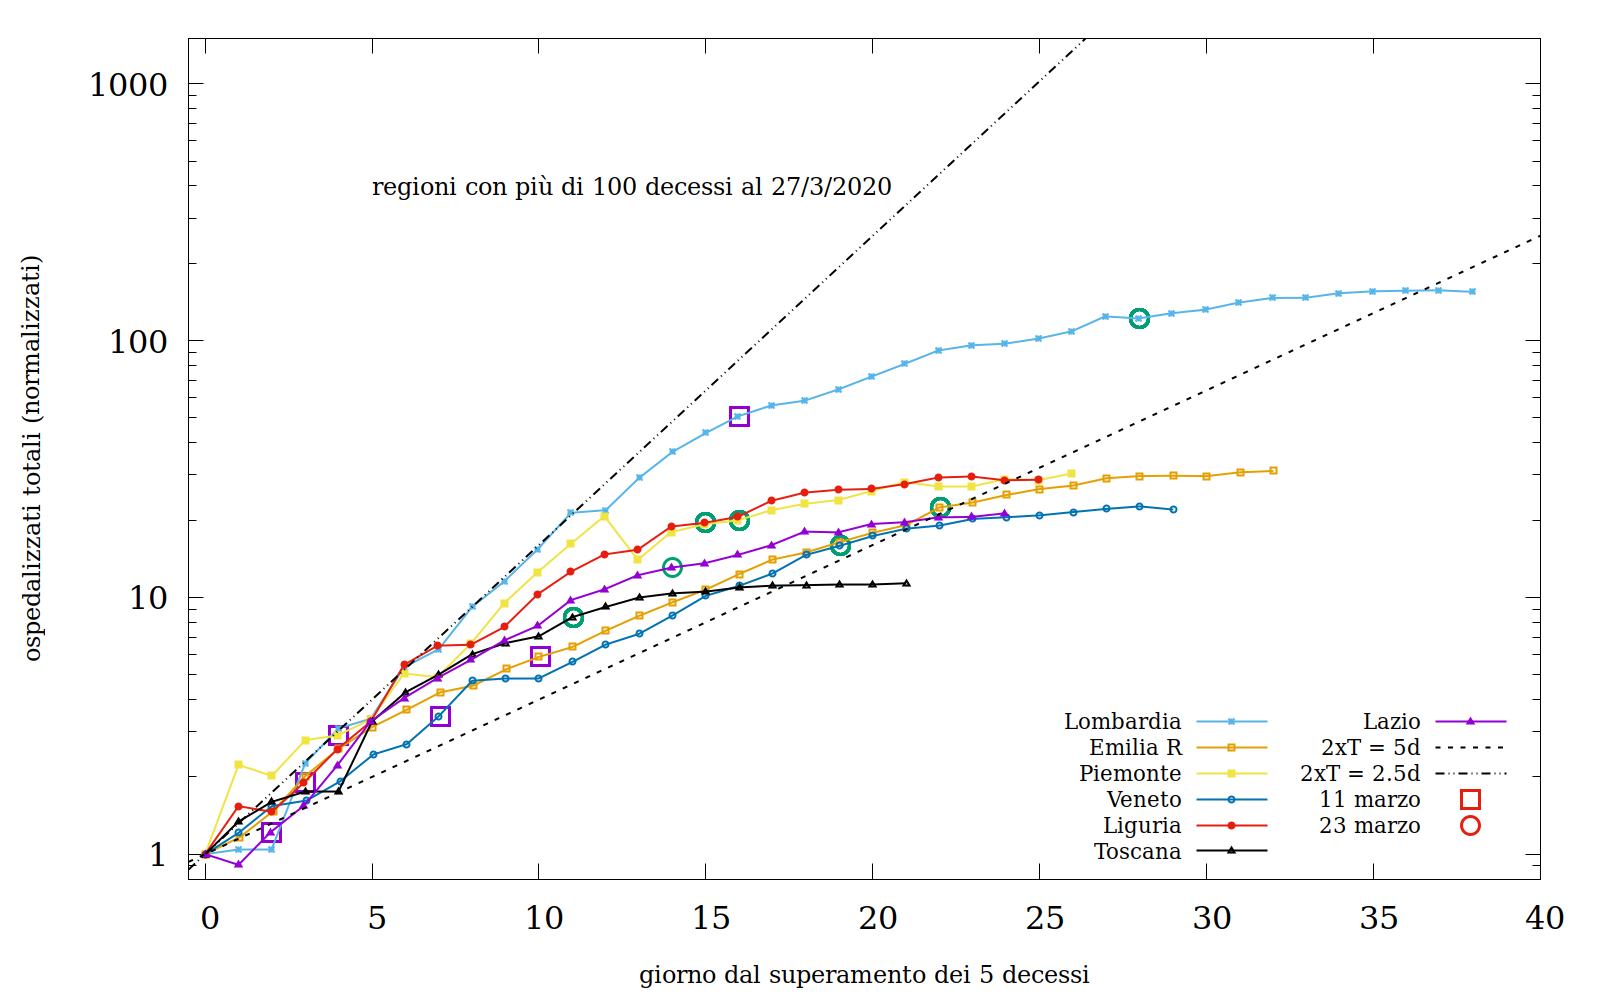 1000
100
10
1
ospedalizzati totali (normalizzati)
regioni con più di 100 decessi al 27/3/2020
Lombardia
Emilia R
Piemonte
Veneto
Liguria
Toscana
Lazio
2xT = 5d
2xT = 2.5d
11 marzo
23 marzo
0 5 10 15 20 25 30 35 40
giorno dal superamento dei 5 decessi